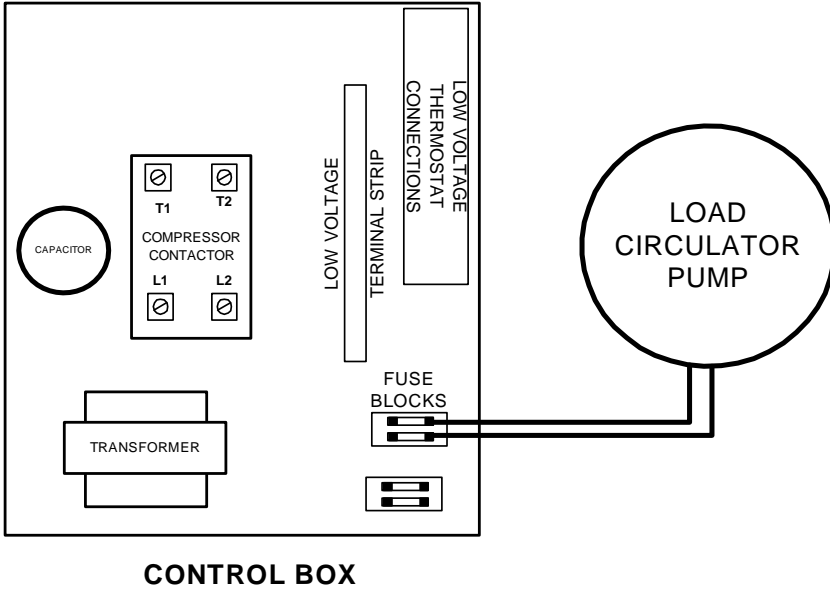 LOW VOLTAGE
THERMOSTAT
CONNECTIONS
LOW VOLTAGE
TERMINAL STRIP
T1
T2
COMPRESSOR
CONTACTOR
L1
L2
CAPACITOR
LOAD
CIRCULATOR
PUMP
FUSE
BLOCKS
TRANSFORMER
CONTROL BOX